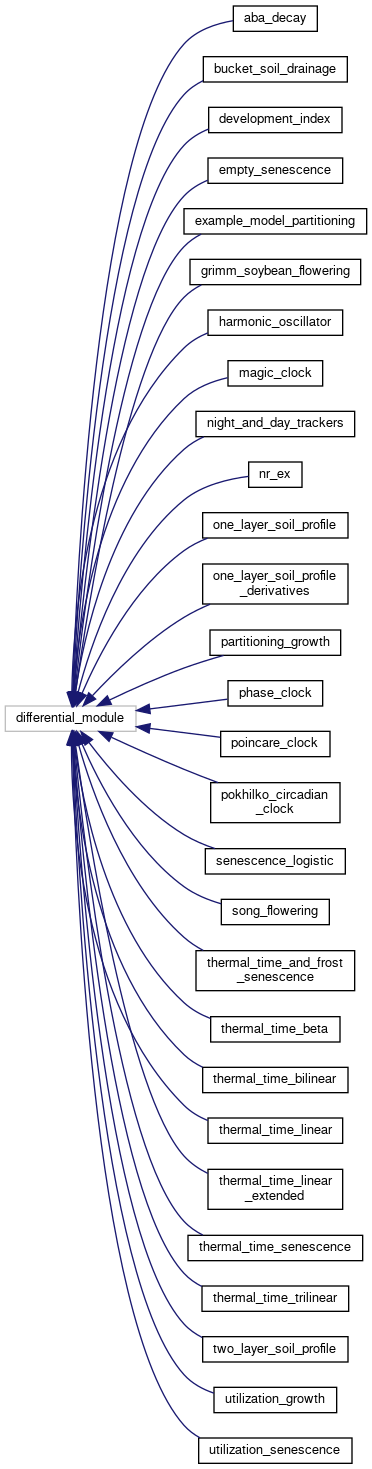 aba_decay
bucket_soil_drainage
development_index
empty_senescence
example_model_partitioning
grimm_soybean_flowering
harmonic_oscillator
magic_clock
night_and_day_trackers
nr_ex
one_layer_soil_profile
one_layer_soil_profile
_derivatives
partitioning_growth
phase_clock
differential_module
poincare_clock
pokhilko_circadian
_clock
senescence_logistic
song_flowering
thermal_time_and_frost
_senescence
thermal_time_beta
thermal_time_bilinear
thermal_time_linear
thermal_time_linear
_extended
thermal_time_senescence
thermal_time_trilinear
two_layer_soil_profile
utilization_growth
utilization_senescence